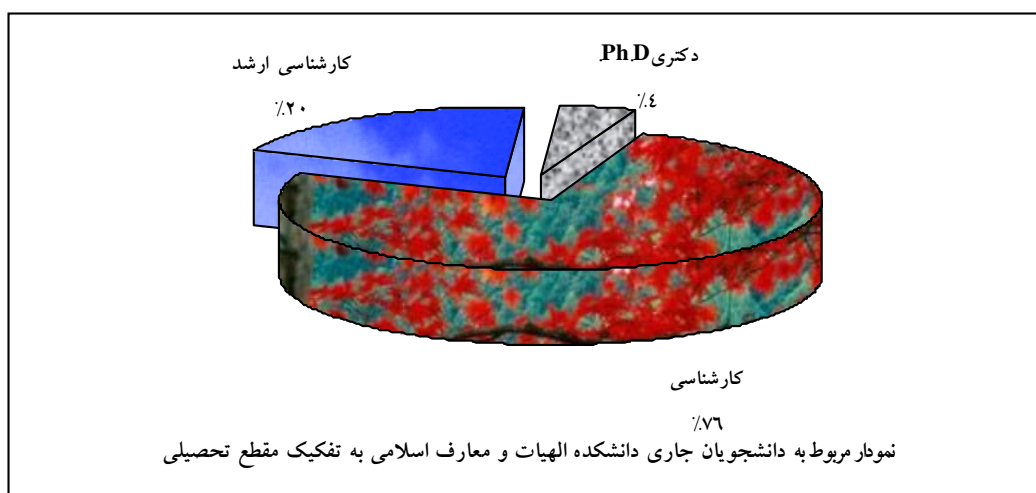 دکتری Ph.D.
٪٤
کارشناسی ارشد
٪۲۰
کارشناسی
٪۷٦
نمودار مربوط به دانشجویان جاری دانشکده الهیات و معارف اسلامی به تفکیک مقطع تحصیلی